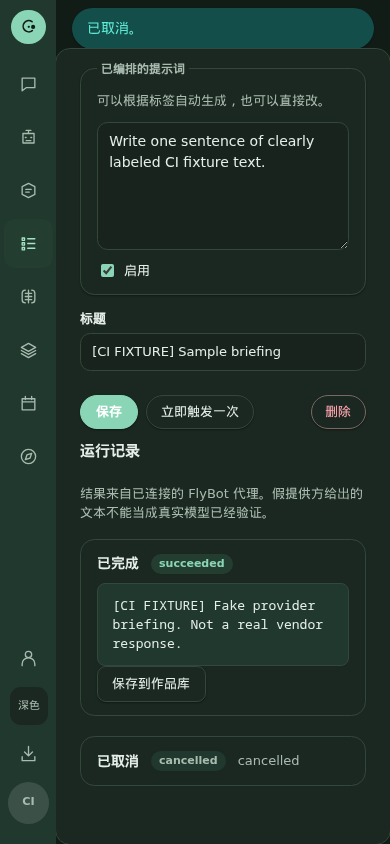 已取消。
已编排的提示词
可以根据标签自动生成，也可以直接改。
Write one sentence of clearly
labeled CI fixture text.
启用
标题
[CI FIXTURE] Sample briefing
保存
立即触发一次
删除
运行记录
结果来自已连接的 FlyBot 代理。假提供方给出的
文本不能当成真实模型已经验证。
已完成 succeeded
[CI FIXTURE] Fake provider
briefing. Not a real vendor
response.
保存到作品库
已取消 cancelled cancelled
深色
CI